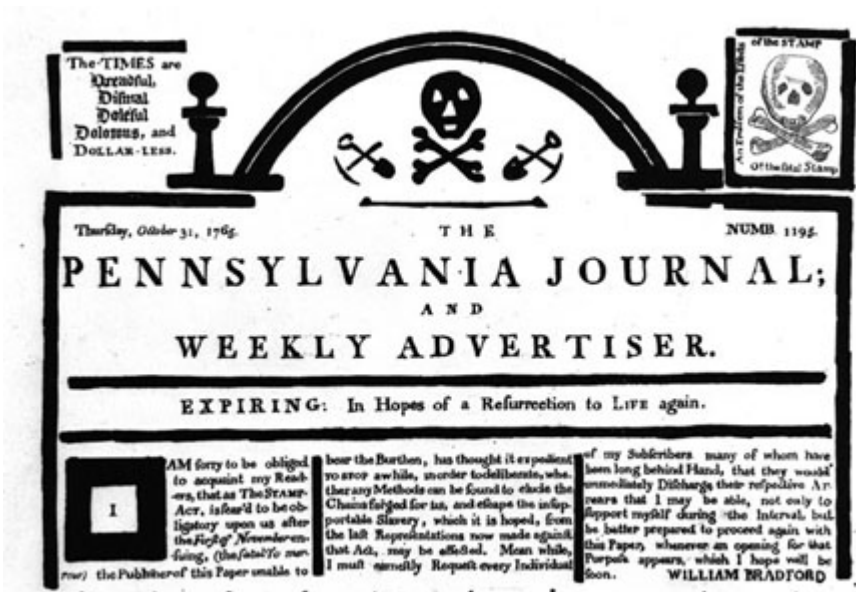 The TIMES are
Dreadful,
Dismal
Doleful
Dolorous, and
DOLLAR-LESS.
An Emblem of the Effects
of the STAMP
O! the fatal Stamp
Thursday, October 31, 1765.
THE
NUMB. 1195.
PENNSYLVANIA JOURNAL;
AND
WEEKLY ADVERTISER.
EXPIRING: In Hopes of a Resurrection to LIFE again.
I AM sorry to be obliged
to acquaint my Read-
ers, that as The STAMP-
ACT, is fear'd to be ob-
ligatory upon us after
the First of November en-
suing, (the fatal To mor-
row) the Publisher of this Paper unable to
bear the Burthen, has thought it expedient
TO STOP awhile, in order to deliberate, whe-
ther any Methods can be found to elude the
Chains forged for us, and escape the insup-
portable Slavery, which it is hoped, from
the last Representations now made against
that Act, may be effected. Mean while,
I must earnestly Request every Individual
of my Subscribers many of whom have
been long behind Hand, that they would
immediately Discharge their respective Ar-
rears that I may be able, not only to
support myself during the Interval, but
be better prepared to proceed again with
this Paper, whenever an opening for that
Purpose appears, which I hope will be
soon. WILLIAM BRADFORD